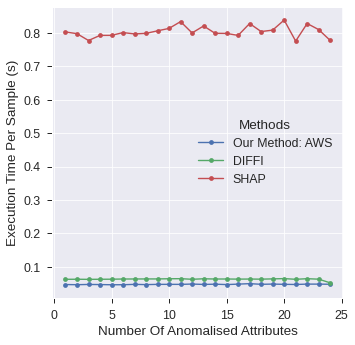 Execution Time Per Sample (s)
0.8
0.7
0.6
0.5
0.4
0.3
0.2
0.1
Methods
Our Method: AWS
DIFFI
SHAP
0 5 10 15 20 25
Number Of Anomalised Attributes